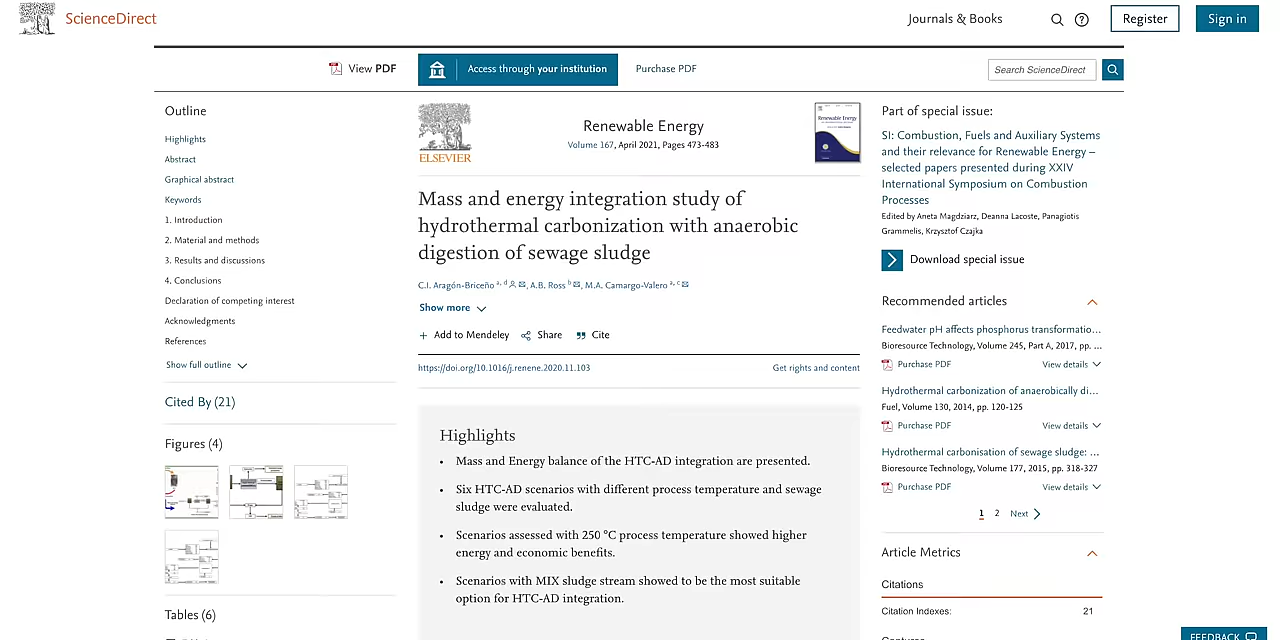 ScienceDirect
Journals & Books
Register
Sign in
View PDF
Access through your institution
Purchase PDF
Search ScienceDirect
Outline
Highlights
Abstract
Graphical abstract
Keywords
1. Introduction
2. Material and methods
3. Results and discussions
4. Conclusions
Declaration of competing interest
Acknowledgments
References
Show full outline
Cited By (21)
Figures (4)
Tables (6)
ELSEVIER
Renewable Energy
Volume 167, April 2021, Pages 473-483
Renewable Energy
Mass and energy integration study of
hydrothermal carbonization with anaerobic
digestion of sewage sludge
C.I. Aragón-Briceño a, d, A.B. Ross b, M.A. Camargo-Valero a, c
Show more
+ Add to Mendeley Share Cite
https://doi.org/10.1016/j.renene.2020.11.103
Get rights and content
Highlights
• Mass and Energy balance of the HTC-AD integration are presented.
• Six HTC-AD scenarios with different process temperature and sewage
sludge were evaluated.
• Scenarios assessed with 250 °C process temperature showed higher
energy and economic benefits.
• Scenarios with MIX sludge stream showed to be the most suitable
option for HTC-AD integration.
Part of special issue:
SI: Combustion, Fuels and Auxiliary Systems
and their relevance for Renewable Energy –
selected papers presented during XXIV
International Symposium on Combustion
Processes
Edited by Aneta Magdziarz, Deanna Lacoste, Panagiotis
Grammelis, Krzysztof Czajka
Download special issue
Recommended articles
Feedwater pH affects phosphorus transformatio...
Bioresource Technology, Volume 245, Part A, 2017, pp. ...
Purchase PDF
View details
Hydrothermal carbonization of anaerobically di...
Fuel, Volume 130, 2014, pp. 120-125
Purchase PDF
View details
Hydrothermal carbonisation of sewage sludge: ...
Bioresource Technology, Volume 177, 2015, pp. 318-327
Purchase PDF
View details
1 2 Next
Article Metrics
Citations
Citation Indexes: 21
FEEDBACK